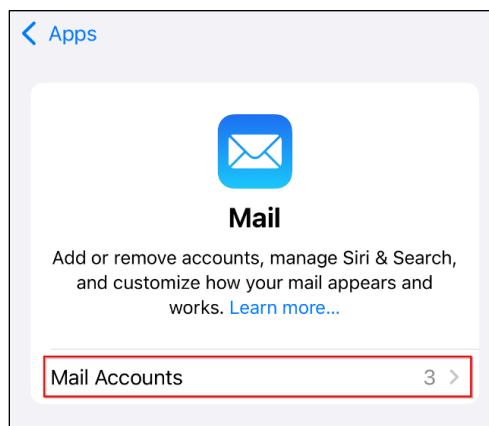 Apps
Mail
Add or remove accounts, manage Siri & Search,
and customize how your mail appears and
works. Learn more...
Mail Accounts 3